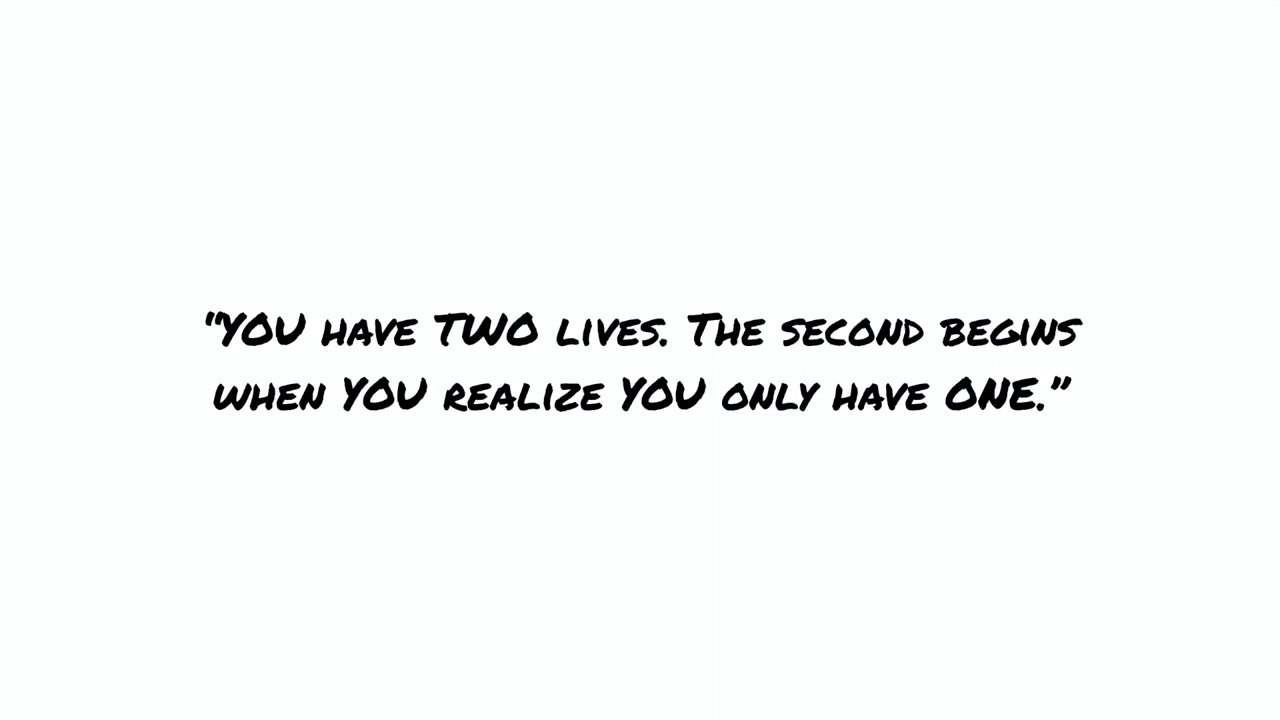 “YOU HAVE TWO LIVES. THE SECOND BEGINS
WHEN YOU REALIZE YOU ONLY HAVE ONE.”